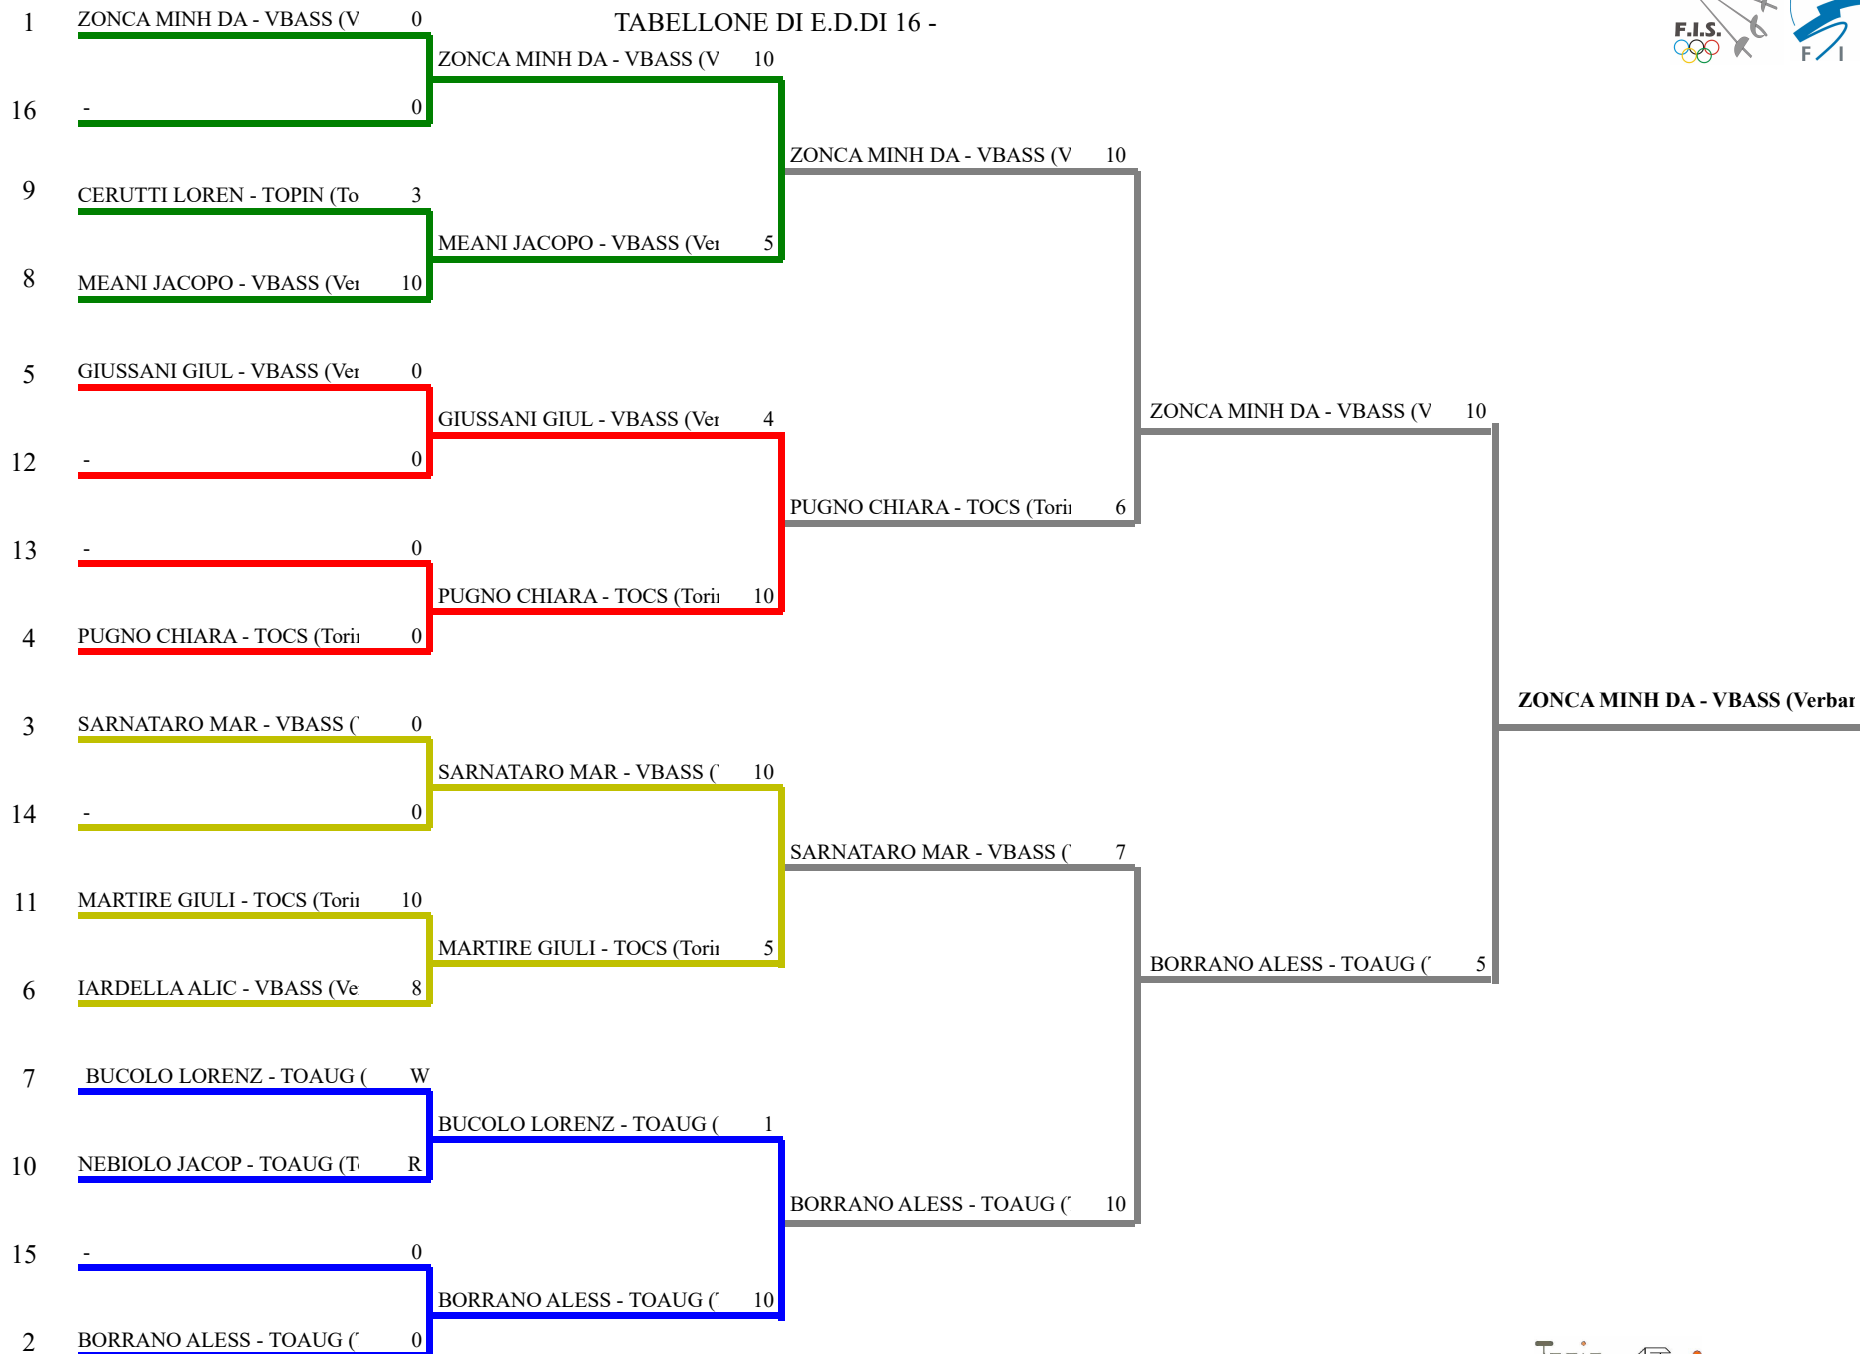 TABELLONE DI E.D.DI 16 -
F.I.S.
F I
1 ZONCA MINH DA - VBASS (V 0
ZONCA MINH DA - VBASS (V 10
16 - 0
ZONCA MINH DA - VBASS (V 10
9 CERUTTI LOREN - TOPIN (To 3
MEANI JACOPO - VBASS (Ver 5
8 MEANI JACOPO - VBASS (Ver 10
5 GIUSSANI GIUL - VBASS (Ver 0
ZONCA MINH DA - VBASS (V 10
GIUSSANI GIUL - VBASS (Ver 4
12 - 0
PUGNO CHIARA - TOCS (Torin 6
13 - 0
PUGNO CHIARA - TOCS (Torin 10
4 PUGNO CHIARA - TOCS (Torin 0
ZONCA MINH DA - VBASS (Verban
3 SARNATARO MAR - VBASS ( 0
SARNATARO MAR - VBASS ( 10
14 - 0
SARNATARO MAR - VBASS ( 7
11 MARTIRE GIULI - TOCS (Torin 10
MARTIRE GIULI - TOCS (Torin 5
BORRANO ALESS - TOAUG ( 5
6 IARDELLA ALIC - VBASS (Ve 8
7 BUCOLO LORENZ - TOAUG ( W
BUCOLO LORENZ - TOAUG ( 1
10 NEBIOLO JACOP - TOAUG (T R
BORRANO ALESS - TOAUG ( 10
15 - 0
BORRANO ALESS - TOAUG ( 10
2 BORRANO ALESS - TOAUG ( 0